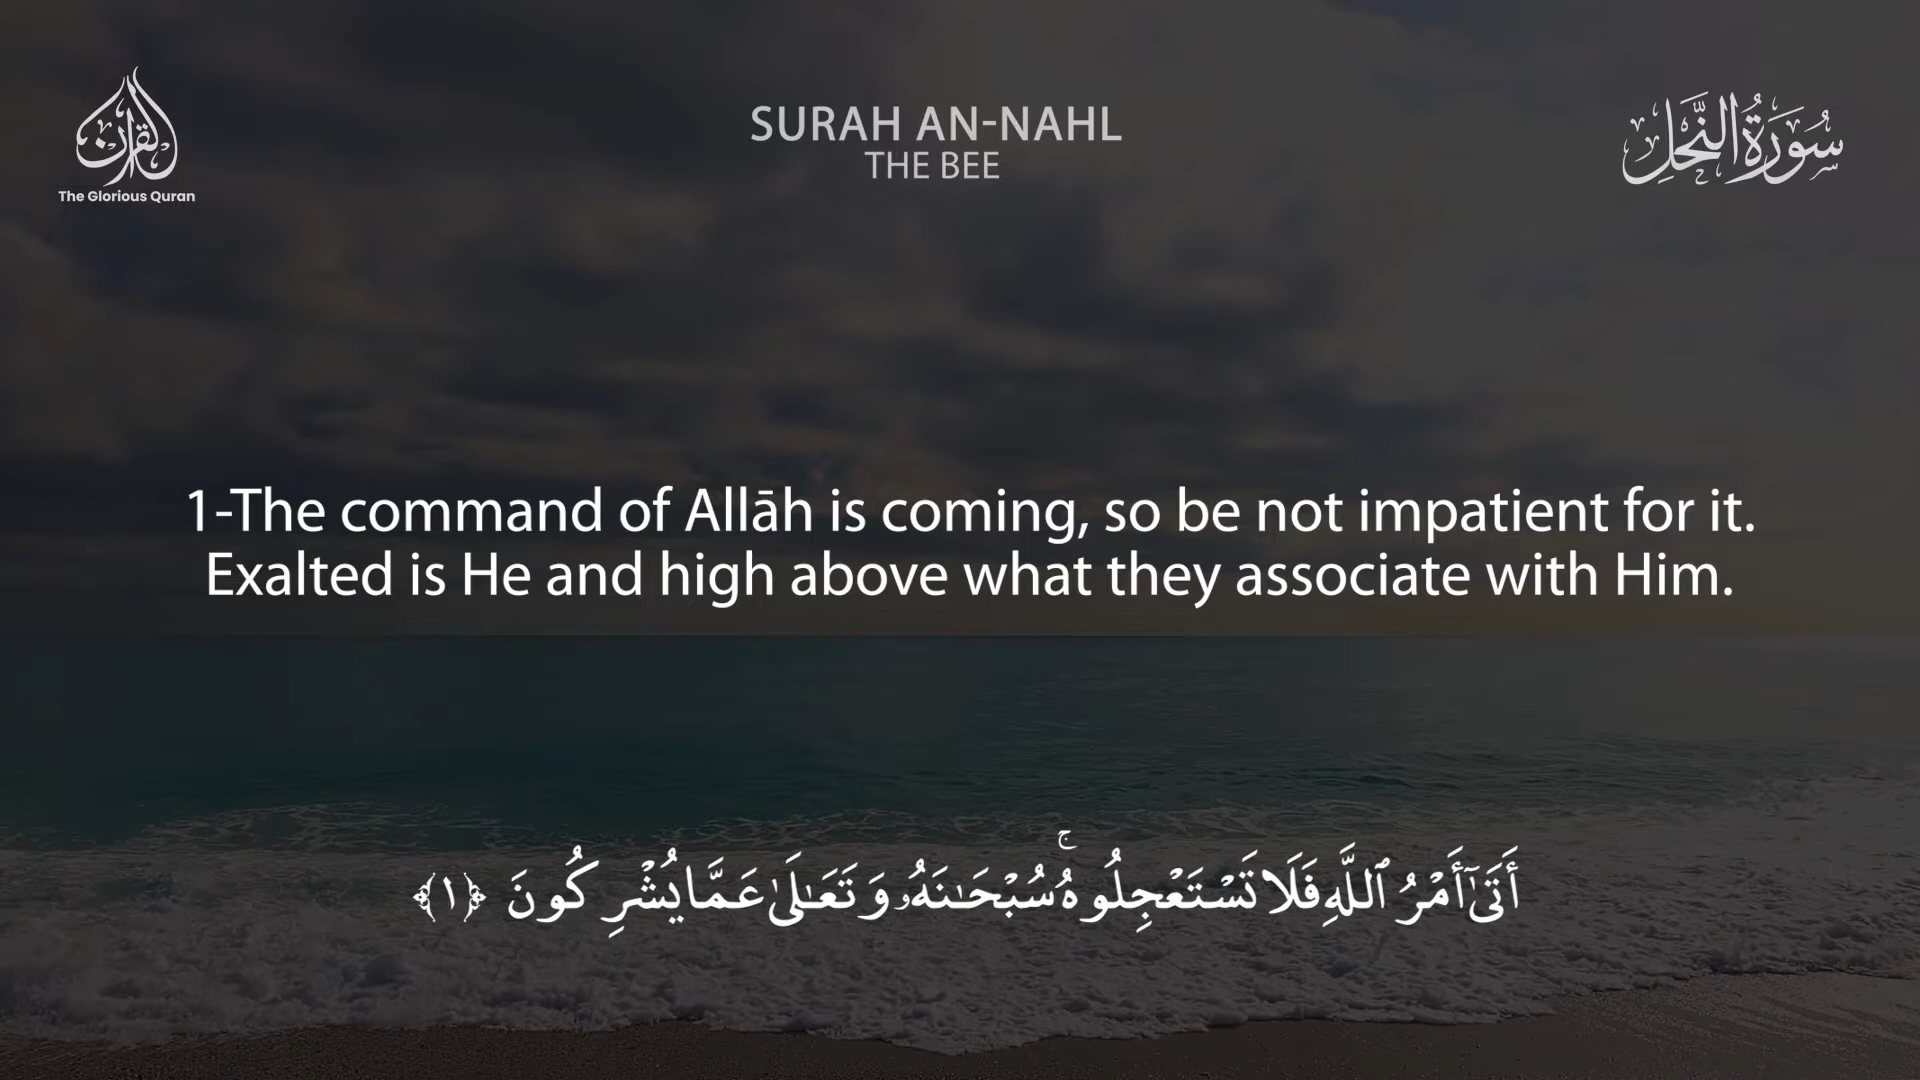 القرآن
The Glorious Quran
SURAH AN-NAHL
THE BEE
سُورَةُ النَّحْلِ
1-The command of Allāh is coming, so be not impatient for it.
Exalted is He and high above what they associate with Him.
أَتَىٰٓ أَمْرُ ٱللَّهِ فَلَا تَسْتَعْجِلُوهُ ۚ سُبْحَـٰنَهُۥ وَتَعَـٰلَىٰ عَمَّا يُشْرِكُونَ ﴿١﴾